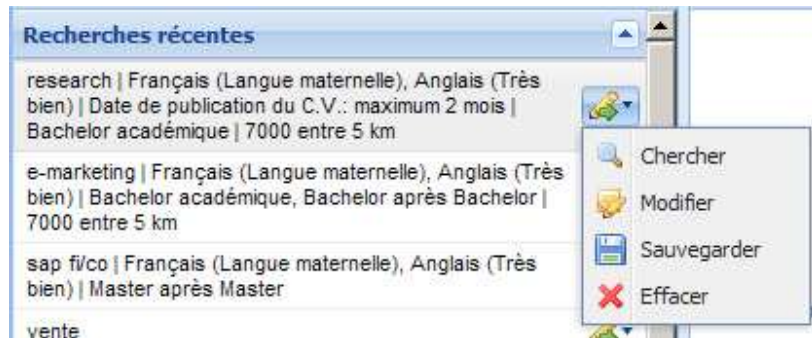 Recherches récentes
research | Français (Langue maternelle), Anglais (Très
bien) | Date de publication du C.V.: maximum 2 mois |
Bachelor académique | 7000 entre 5 km
e-marketing | Français (Langue maternelle), Anglais (Très
bien) | Bachelor académique, Bachelor après Bachelor |
7000 entre 5 km
sap fi/co | Français (Langue maternelle), Anglais (Très
bien) | Master après Master
vente
Chercher
Modifier
Sauvegarder
Effacer